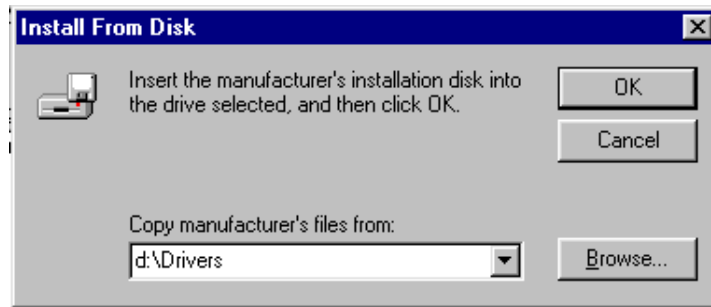 Install From Disk
Insert the manufacturer's installation disk into
the drive selected, and then click OK.
OK
Cancel
Copy manufacturer's files from:
d:\Drivers
Browse...